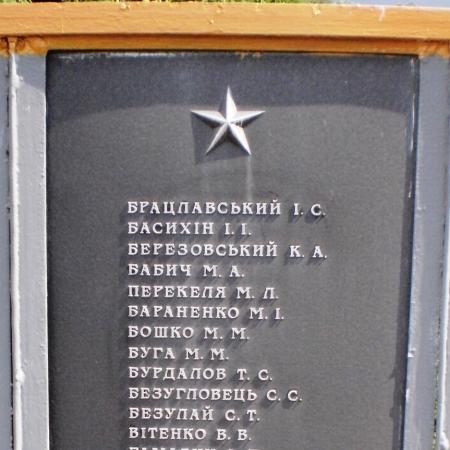 БРАЦЛАВСЬКИЙ І. С.
БАСИХІН І. І.
БЕРЕЗОВСЬКИЙ К. А.
БАБИЧ М. А.
ПЕРЕКЕЛЯ М. Л.
БАРАНЕНКО М. І.
БОШКО М. М.
БУГА М. М.
БУРДАЛОВ Т. С.
БЕЗУГЛОВЕЦЬ С. С.
БЕЗУЛАЙ С. Т.
ВІТЕНКО В. В.